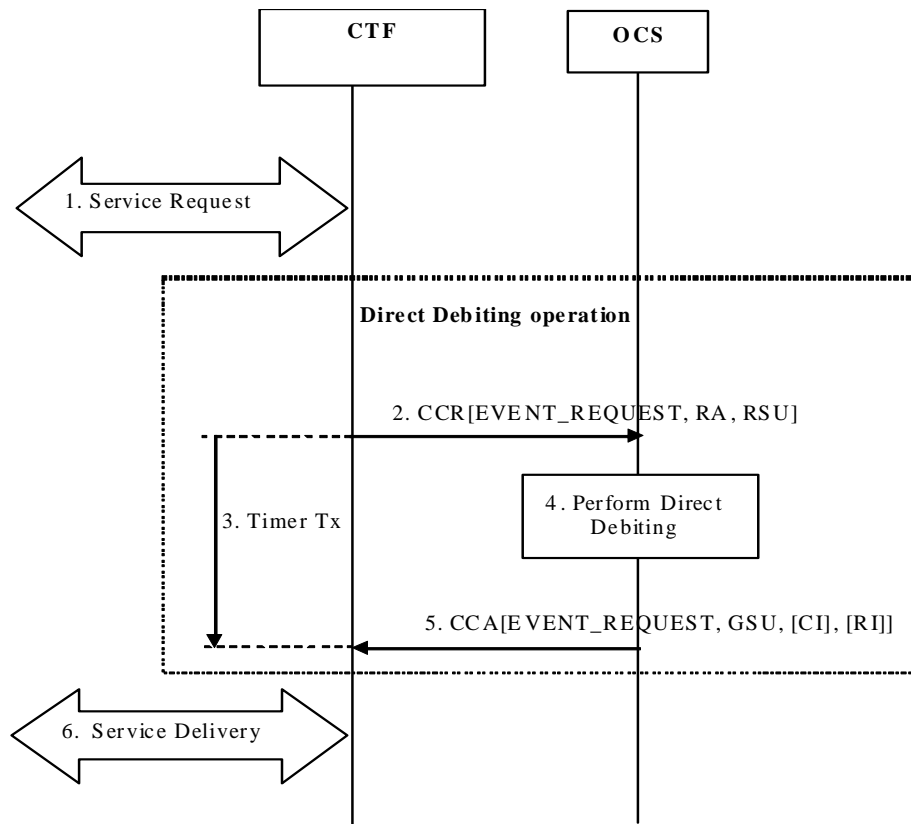 CTF
OCS
1. Service Request
Direct Debiting operation
2. CCR[EVENT_REQUEST, RA, RSU]
3. Timer Tx
4. Perform Direct
Debiting
5. CCA[EVENT_REQUEST, GSU, [CI], [RI]]
6. Service Delivery